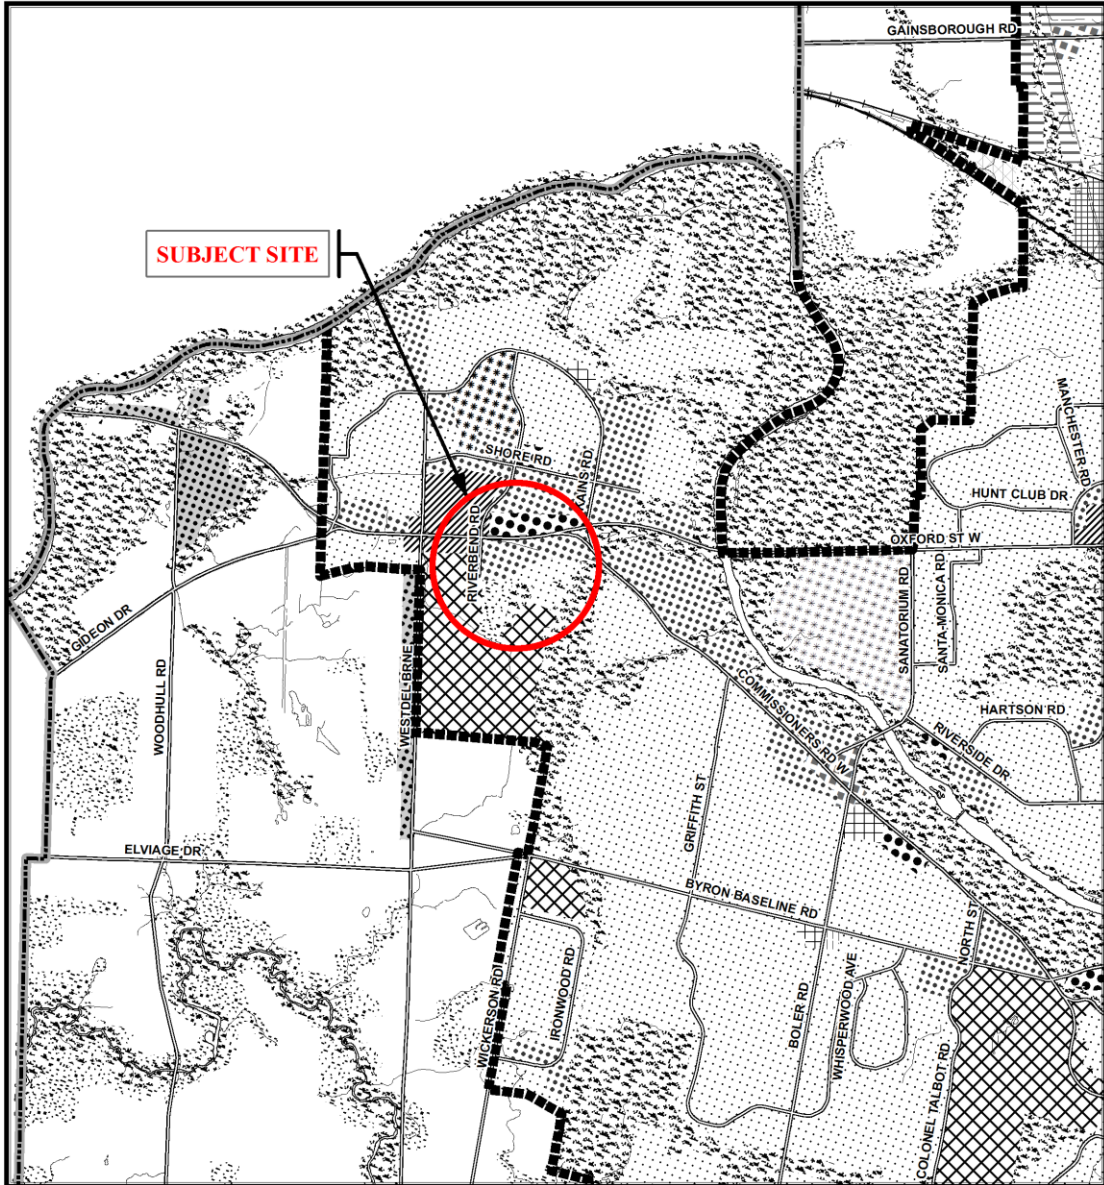 GAINSBOROUGH RD
SUBJECT SITE
MANCHESTER RD
SHORE RD
KAINS RD
HUNT CLUB DR
RIVERBEND RD
OXFORD ST W
GIDEON DR
SANATORIUM RD
SANTA-MONICA RD
WOODHULL RD
WESTDEL BRNE
COMMISSIONERS RD W
HARTSON RD
RIVERSIDE DR
GRIFFITH ST
ELVIAGE DR
BYRON BASELINE RD
NORTH ST
WICKERSON RD
IRONWOOD RD
BOLER RD
WHISPERWOOD AVE
COLONEL TALBOT RD